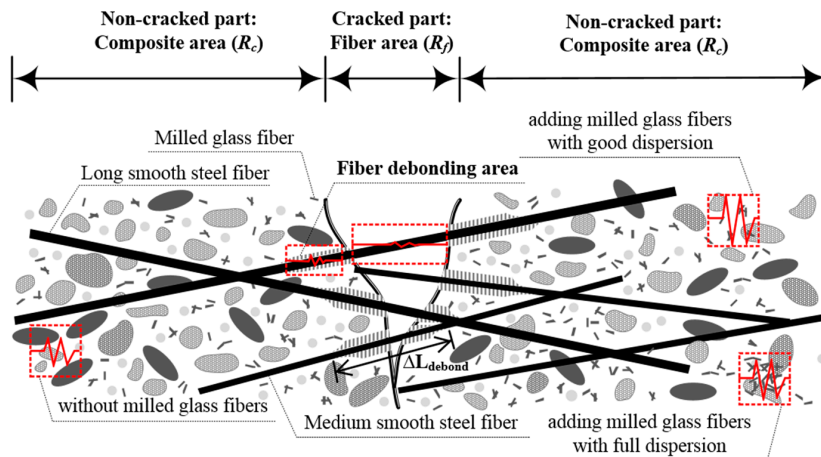 Non-cracked part:
Composite area (Rc)
Cracked part:
Fiber area (Rf)
Non-cracked part:
Composite area (Rc)
Milled glass fiber
Long smooth steel fiber
Fiber debonding area
adding milled glass fibers
with good dispersion
ΔLdebond
without milled glass fibers
Medium smooth steel fiber
adding milled glass fibers
with full dispersion